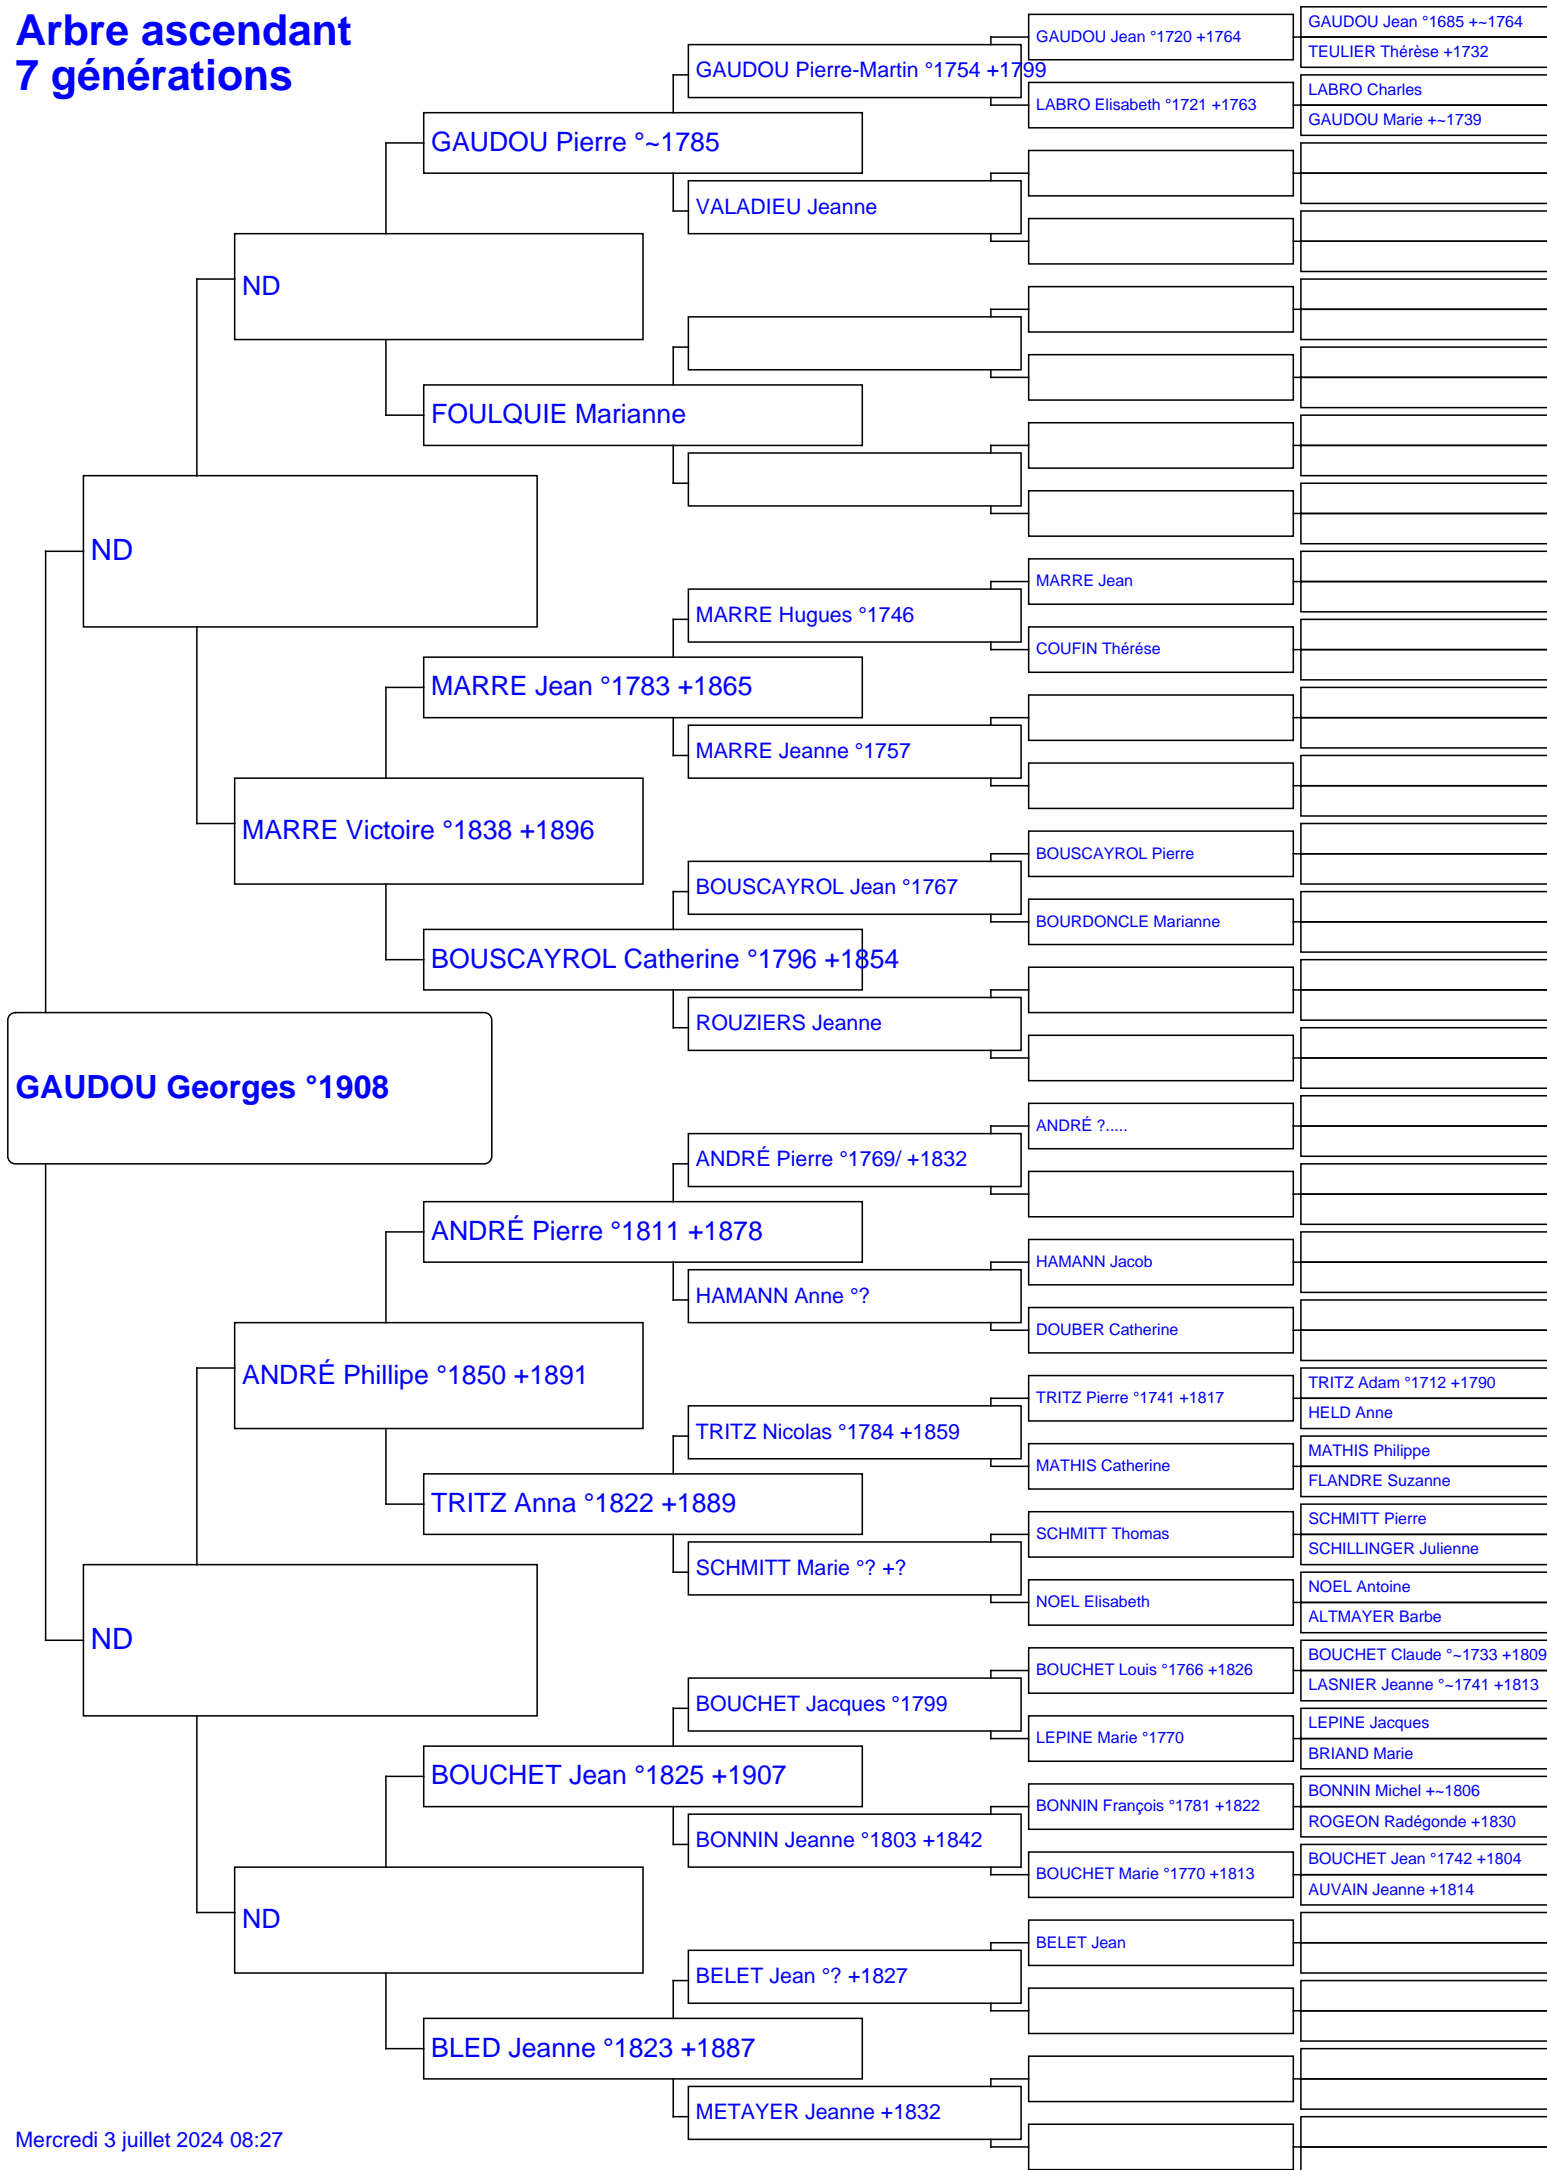 Arbre ascendant
7 générations
GAUDOU Georges °1908
ND
ND
ND
MARRE Victoire °1838 +1896
ANDRÉ Phillipe °1850 +1891
ND
GAUDOU Pierre °~1785
FOULQUIE Marianne
MARRE Jean °1783 +1865
BOUSCAYROL Catherine °1796 +1854
ANDRÉ Pierre °1811 +1878
TRITZ Anna °1822 +1889
BOUCHET Jean °1825 +1907
BLED Jeanne °1823 +1887
GAUDOU Pierre-Martin °1754 +1799
VALADIEU Jeanne
MARRE Hugues °1746
MARRE Jeanne °1757
BOUSCAYROL Jean °1767
ROUZIERS Jeanne
ANDRÉ Pierre °1769/ +1832
HAMANN Anne °?
TRITZ Nicolas °1784 +1859
SCHMITT Marie °? +?
BOUCHET Jacques °1799
BONNIN Jeanne °1803 +1842
BELET Jean °? +1827
METAYER Jeanne +1832
GAUDOU Jean °1720 +1764
LABRO Elisabeth °1721 +1763
MARRE Jean
COUFIN Thérése
BOUSCAYROL Pierre
BOURDONCLE Marianne
ANDRÉ ?.....
HAMANN Jacob
DOUBER Catherine
TRITZ Pierre °1741 +1817
MATHIS Catherine
SCHMITT Thomas
NOEL Elisabeth
BOUCHET Louis °1766 +1826
LEPINE Marie °1770
BONNIN François °1781 +1822
BOUCHET Marie °1770 +1813
BELET Jean
GAUDOU Jean °1685 +~1764
TEULIER Thérèse +1732
LABRO Charles
GAUDOU Marie +~1739
TRITZ Adam °1712 +1790
HELD Anne
MATHIS Philippe
FLANDRE Suzanne
SCHMITT Pierre
SCHILLINGER Julienne
NOEL Antoine
ALTMAYER Barbe
BOUCHET Claude °~1733 +1809
LASNIER Jeanne °~1741 +1813
LEPINE Jacques
BRIAND Marie
BONNIN Michel +~1806
ROGEON Radégonde +1830
BOUCHET Jean °1742 +1804
AUVAIN Jeanne +1814
Mercredi 3 juillet 2024 08:27